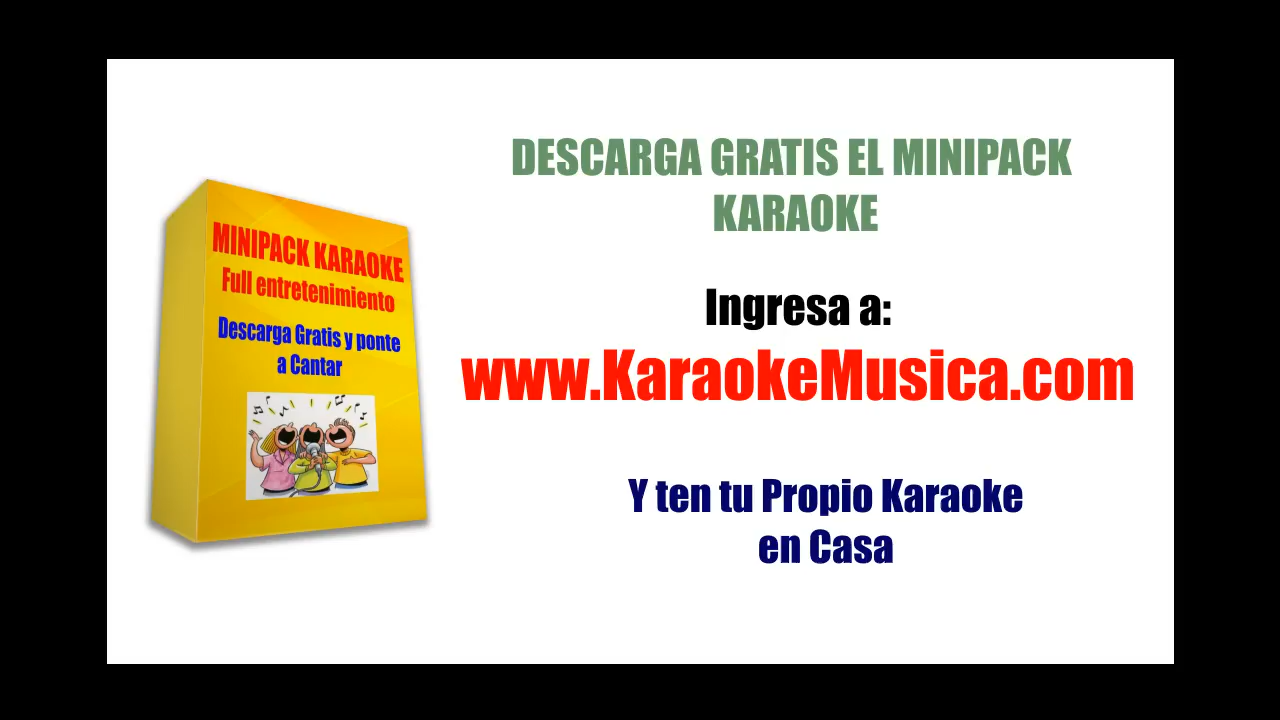 DESCARGA GRATIS EL MINIPACK
KARAOKE
Ingresa a:
www.KaraokeMusica.com
Y ten tu Propio Karaoke
en Casa
MINIPACK KARAOKE
Full entretenimiento
Descarga Gratis y ponte
a Cantar